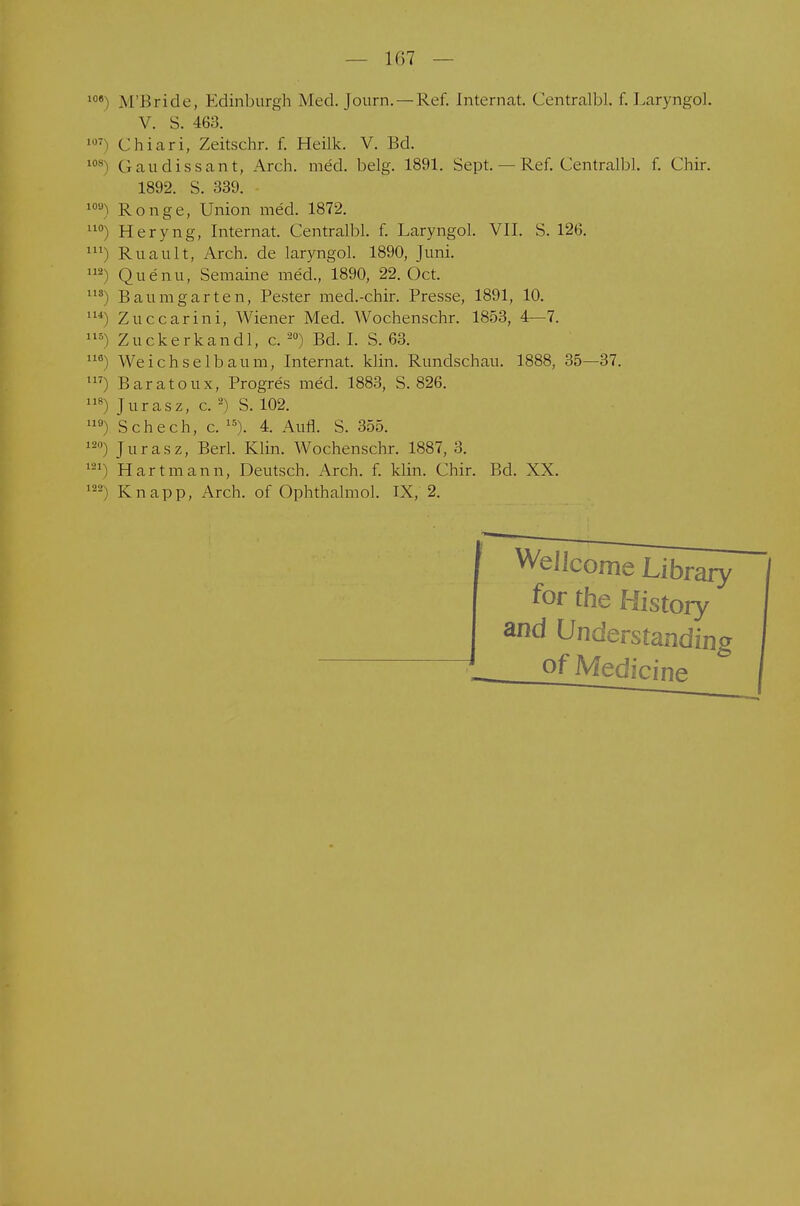 — 167 —
¹⁰⁶) M'Bride, Edinburgh Med. Journ. — Ref. Internat. Centralbl. f. Laryngol.
V. S. 463.
¹⁰⁷) Chiari, Zeitschr. f. Heilk. V. Bd.
¹⁰⁸) Gaudissant, Arch. méd. belg. 1891. Sept. — Ref. Centralbl. f. Chir.
1892. S. 339.
¹⁰⁹) Ronge, Union méd. 1872.
¹¹⁰) Heryng, Internat. Centralbl. f. Laryngol. VII. S. 126.
¹¹¹) Ruault, Arch. de laryngol. 1890, Juni.
¹¹²) Quénu, Semaine méd., 1890, 22. Oct.
¹¹³) Baumgarten, Pester med.-chir. Presse, 1891, 10.
¹¹⁴) Zuccarini, Wiener Med. Wochenschr. 1853, 4—7.
¹¹⁵) Zuckerkandl, c. ²⁰) Bd. I. S. 63.
¹¹⁶) Weichselbaum, Internat. klin. Rundschau. 1888, 35—37.
¹¹⁷) Baratoux, Progrés méd. 1883, S. 826.
¹¹⁸) Jurasz, c. ²) S. 102.
¹¹⁹) Schech, c. ¹⁵). 4. Aufl. S. 355.
¹²⁰) Jurasz, Berl. Klin. Wochenschr. 1887, 3.
¹²¹) Hartmann, Deutsch. Arch. f. klin. Chir. Bd. XX.
¹²²) Knapp, Arch. of Ophthalmol. IX, 2.
Wellcome Library
for the History
and Understanding
of Medicine